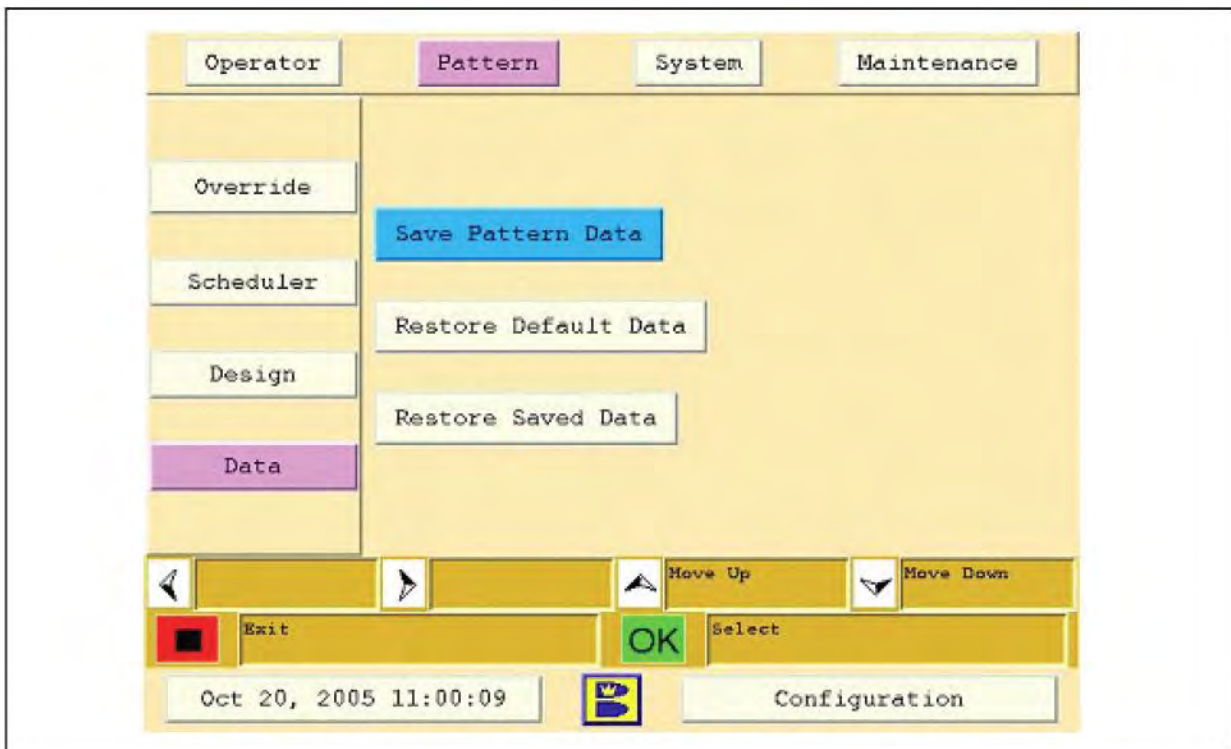 Operator Pattern System Maintenance
Override
Scheduler
Design
Data
Save Pattern Data
Restore Default Data
Restore Saved Data
Move Up Move Down
Exit OK Select
Oct 20, 2005 11:00:09 Configuration